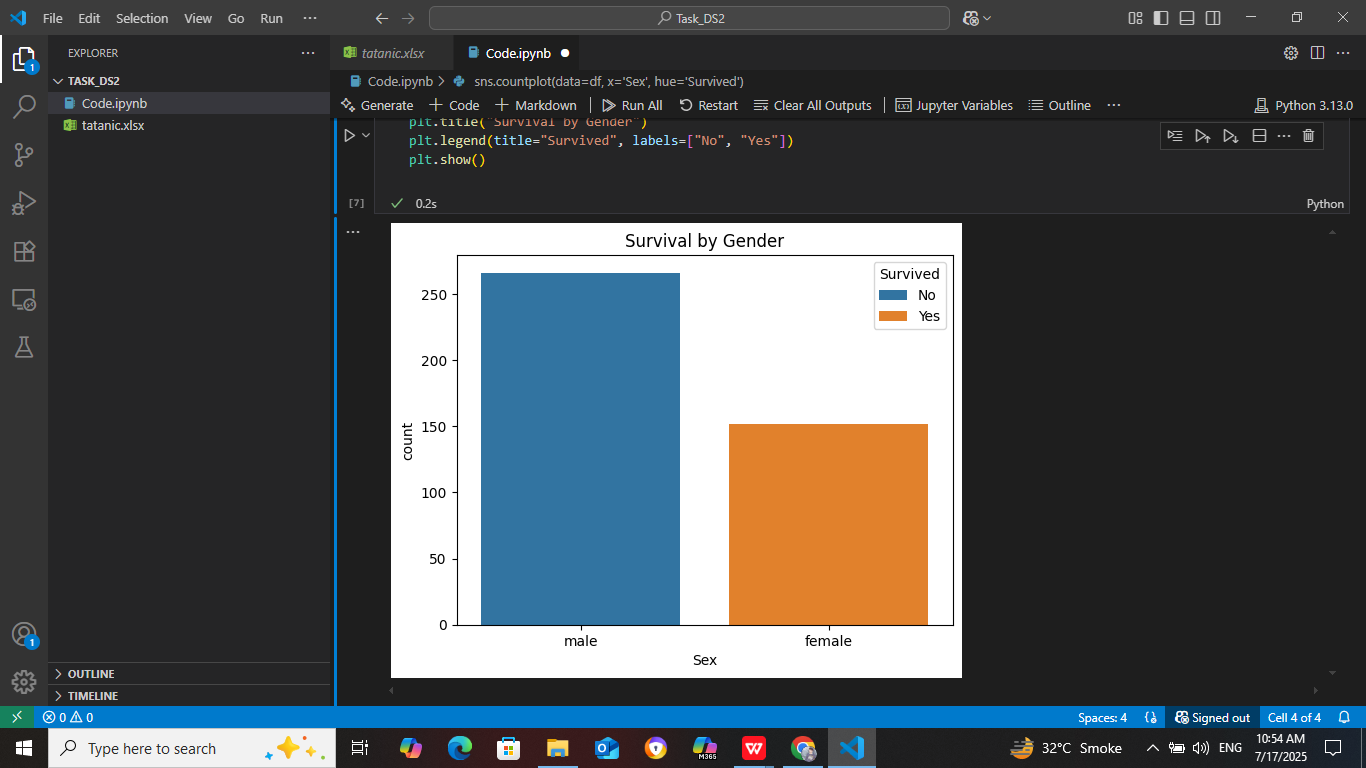 File Edit Selection View Go Run ···
Task_DS2
EXPLORER ···
TASK_DS2
Code.ipynb
tatanic.xlsx
tatanic.xlsx
Code.ipynb
Code.ipynb > sns.countplot(data=df, x='Sex', hue='Survived')
Generate + Code + Markdown | Run All Restart Clear All Outputs | Jupyter Variables Outline ··· Python 3.13.0
plt.title("Survival by Gender")
plt.legend(title="Survived", labels=["No", "Yes"])
plt.show()
[7] 0.2s Python
Survival by Gender
Survived
No
Yes
250
200
150
100
50
0
count
male female
Sex
1
1
OUTLINE
TIMELINE
0 0 Spaces: 4 Signed out Cell 4 of 4
Type here to search
M365
32°C Smoke
ENG
10:54 AM
7/17/2025